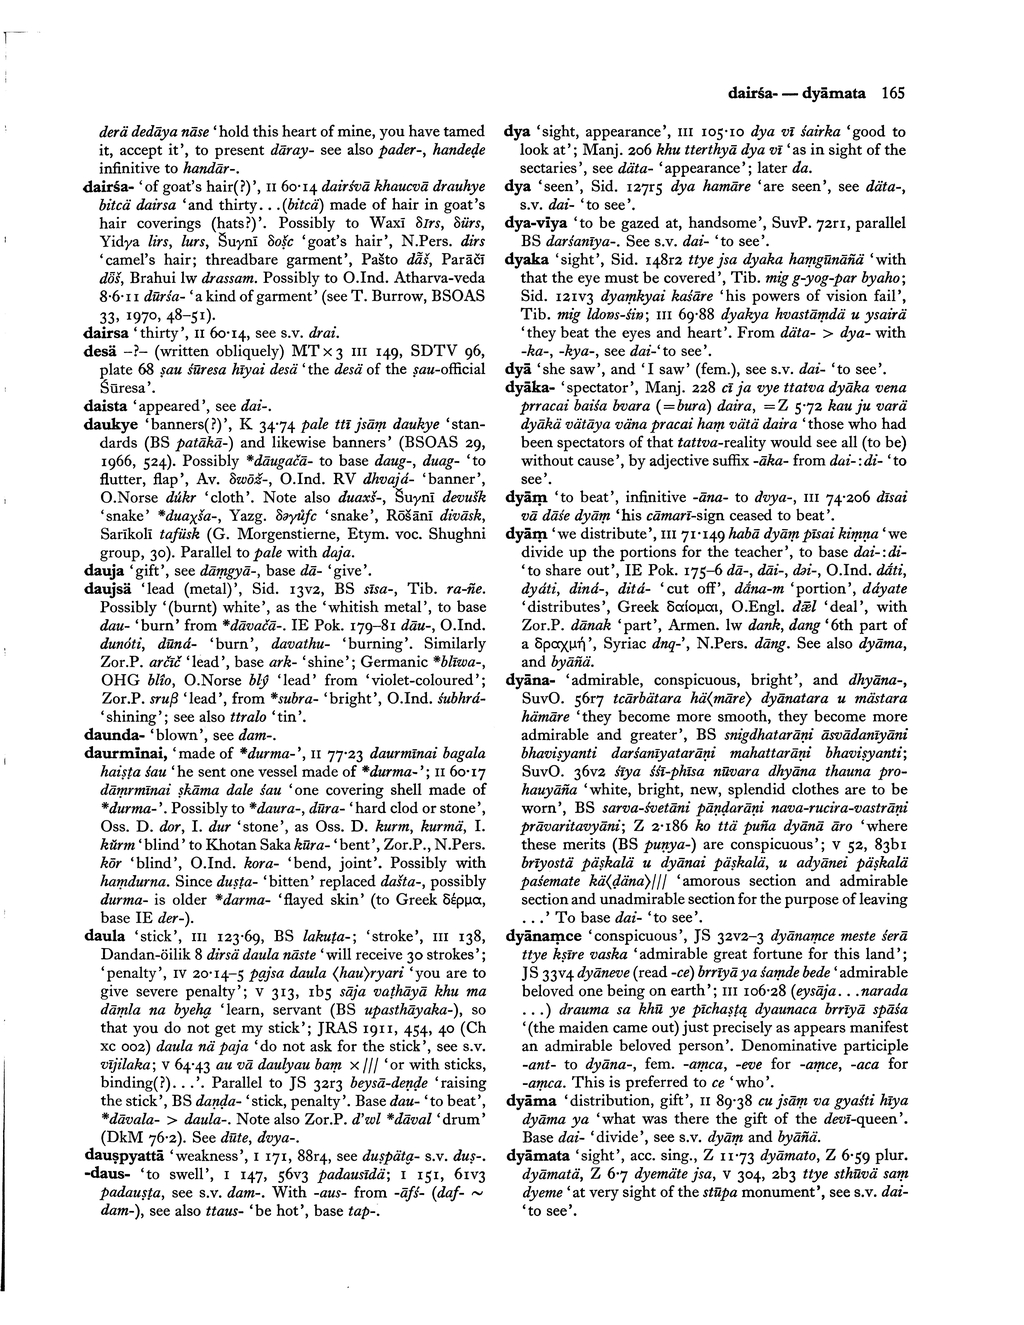 dairśa- — dyāmata 165
derä dedāya nāse ‘hold this heart of mine, you have tamed
it, accept it’, to present dāray- see also pader-, handeḍe
infinitive to handār-.
dairśa- ‘of goat’s hair(?)’, II 60·14 dairśvā khaucvā drauhye
bitcä dairsa ‘and thirty. . .(bitcä) made of hair in goat’s
hair coverings (hats?)’. Possibly to Waxī δīrs, δürs,
Yidγa lirs, lurs, Šuγnī δoṣ̌c ‘goat’s hair’, N.Pers. dirs
‘camel’s hair; threadbare garment’, Pašto dā̃š, Parāčī
dȫš, Brahui lw drassam. Possibly to O.Ind. Atharva-veda
8·6·11 dūrśa- ‘a kind of garment’ (see T. Burrow, BSOAS
33, 1970, 48–51).
dairsa ‘thirty’, II 60·14, see s.v. drai.
desä –?– (written obliquely) MT × 3 III 149, SDTV 96,
plate 68 ṣau śūresa hīyai desä ‘the desä of the ṣau-official
Śūresa’.
daista ‘appeared’, see dai-.
daukye ‘banners(?)’, K 34·74 pale ttī jsāṃ daukye ‘stan-
dards (BS patākā-) and likewise banners’ (BSOAS 29,
1966, 524). Possibly *dāugačā- to base daug-, duag- ‘to
flutter, flap’, Av. δwōž-, O.Ind. RV dhvajá- ‘banner’,
O.Norse dúkr ‘cloth’. Note also duaxš-, Šuγnī devušk
‘snake’ *duaχša-, Yazg. δəγûfc ‘snake’, Rōšānī divāsk,
Sarīkolī tafüsk (G. Morgenstierne, Etym. voc. Shughni
group, 30). Parallel to pale with daja.
dauja ‘gift’, see dāṃgyā-, base dā- ‘give’.
daujsä ‘lead (metal)’, Sid. 13v2, BS sīsa-, Tib. ra-ñe.
Possibly ‘(burnt) white’, as the ‘whitish metal’, to base
dau- ‘burn’ from *dāvačā-. IE Pok. 179–81 dāu-, O.Ind.
dunóti, dūná- ‘burn’, davathu- ‘burning’. Similarly
Zor.P. arčīč ‘lead’, base ark- ‘shine’; Germanic *blīwa-,
OHG blîo, O.Norse blý ‘lead’ from ‘violet-coloured’;
Zor.P. sruβ ‘lead’, from *subra- ‘bright’, O.Ind. śubhrá-
‘shining’; see also ttralo ‘tin’.
daunda- ‘blown’, see dam-.
daurmīnai, ‘made of *durma-’, II 77·23 daurmīnai bagala
haiṣṭa śau ‘he sent one vessel made of *durma-’; II 60·17
dāmrmīnai ṣkāma dale śau ‘one covering shell made of
*durma-’. Possibly to *daura-, dūra- ‘hard clod or stone’,
Oss. D. dor, I. dur ‘stone’, as Oss. D. kurm, kurmä, I.
kūrm ‘blind’ to Khotan Saka kūra- ‘bent’, Zor.P., N.Pers.
kōr ‘blind’, O.Ind. kora- ‘bend, joint’. Possibly with
haṃdurna. Since duṣṭa- ‘bitten’ replaced dašta-, possibly
durma- is older *darma- ‘flayed skin’ (to Greek δέρμα,
base IE der-).
daula ‘stick’, III 123·69, BS lakuṭa-; ‘stroke’, III 138,
Dandan-öilik 8 dirsä daula nāste ‘will receive 30 strokes’;
‘penalty’, IV 20·14–5 pajsa daula ⟨hau⟩ryari ‘you are to
give severe penalty’; V 313, 1b5 sāja vaṭhāyā khu ma
dāṃla na byeha ‘learn, servant (BS upasthāyaka-), so
that you do not get my stick’; JRAS 1911, 454, 40 (Ch
XC 002) daula nä paja ‘do not ask for the stick’, see s.v.
vījilaka; V 64·43 au vā daulyau baṃ × /// ‘or with sticks,
binding(?). . .’. Parallel to JS 32r3 beysā-deṇḍe ‘raising
the stick’, BS daṇḍa- ‘stick, penalty’. Base dau- ‘to beat’,
*dāvala- > daula-. Note also Zor.P. d’wl *dāval ‘drum’
(DkM 76·2). See dūte, dvya-.
dauṣpyattā ‘weakness’, I 171, 88r4, see duṣpäta- s.v. duṣ-.
-daus- ‘to swell’, I 147, 56v3 padausīdä; I 151, 61v3
padauṣṭa, see s.v. dam-. With -aus- from -āfś- (daf- ~
dam-), see also ttaus- ‘be hot’, base tap-.
dya ‘sight, appearance’, III 105·10 dya vī śairka ‘good to
look at’; Manj. 206 khu tterthyā dya vī ‘as in sight of the
sectaries’, see däta- ‘appearance’; later da.
dya ‘seen’, Sid. 127r5 dya hamāre ‘are seen’, see däta-,
s.v. dai- ‘to see’.
dya-vīya ‘to be gazed at, handsome’, SuvP. 72r1, parallel
BS darśanīya-. See s.v. dai- ‘to see’.
dyaka ‘sight’, Sid. 148r2 ttye jsa dyaka haṃgūnāñä ‘with
that the eye must be covered’, Tib. mig g-yog-par byaho;
Sid. 121v3 dyaṃkyai kaśāre ‘his powers of vision fail’,
Tib. mig ldons-śin; III 69·88 dyakya hvastāṃdä u ysairä
‘they beat the eyes and heart’. From däta- > dya- with
-ka-, -kya-, see dai-‘to see’.
dyā ‘she saw’, and ‘I saw’ (fem.), see s.v. dai- ‘to see’.
dyāka- ‘spectator’, Manj. 228 cī ja vye ttatva dyāka vena
prracai baiśa bvara (=bura) daira, = Z 5·72 kau ju varä
dyākä vätāya väna pracai haṃ vätä daira ‘those who had
been spectators of that tattva-reality would see all (to be)
without cause’, by adjective suffix -āka- from dai-: di- ‘to
see’.
dyāṃ ‘to beat’, infinitive -āna- to dvya-, III 74·206 dīsai
vā dāśe dyāṃ ‘his cāmarī-sign ceased to beat’.
dyāṃ ‘we distribute’, III 71·149 habā dyāṃ pīsai kiṃṇa ‘we
divide up the portions for the teacher’, to base dai-: di-
‘to share out’, IE Pok. 175–6 dā-, dāi-, dəi-, O.Ind. dā́ti,
dyáti, diná-, ditá- ‘cut off’, dā́na-m ‘portion’, dáyate
‘distributes’, Greek δαίομαι, O.Engl. dǣl ‘deal’, with
Zor.P. dānak ‘part’, Armen. lw dank, dang ‘6th part of
a δραχμή’, Syriac dnq-’, N.Pers. dāng. See also dyāma,
and byāñä.
dyāna- ‘admirable, conspicuous, bright’, and dhyāna-,
SuvO. 56r7 tcārbätara hä⟨māre⟩ dyānatara u mästara
hämāre ‘they become more smooth, they become more
admirable and greater’, BS snigdhatarāṇi āsvādanīyāni
bhaviṣyanti darśanīyatarāṇi mahattarāṇi bhaviṣyanti;
SuvO. 36v2 śīya śśī-phīsa nūvara dhyāna thauna pro-
hauyāña ‘white, bright, new, splendid clothes are to be
worn’, BS sarva-śvetāni pāṇḍarāṇi nava-rucira-vastrāṇi
prāvaritavyāni; Z 2·186 ko ttä puña dyānä āro ‘where
these merits (BS puṇya-) are conspicuous’; V 52, 83b1
brīyostä päṣkalä u dyānai päṣkalä, u adyānei päṣkalä
paśemate kä⟨ḍäna⟩/// ‘amorous section and admirable
section and unadmirable section for the purpose of leaving
. . .’ To base dai- ‘to see’.
dyānaṃce ‘conspicuous’, JS 32v2–3 dyānaṃce meste śerä
ttye kṣīre vaska ‘admirable great fortune for this land’;
JS 33v4 dyāneve (read -ce) brrīyā ya śaṃde bede ‘admirable
beloved one being on earth’; III 106·28 (eysāja. . .narada
. . .) drauma sa khū ye pīchaṣṭa dyaunaca brrīyā spāśa
‘(the maiden came out) just precisely as appears manifest
an admirable beloved person’. Denominative participle
-ant- to dyāna-, fem. -aṃca, -eve for -aṃce, -aca for
-aṃca. This is preferred to ce ‘who’.
dyāma ‘distribution, gift’, II 89·38 cu jsāṃ va gyaśti hīya
dyāma ya ‘what was there the gift of the devī-queen’.
Base dai- ‘divide’, see s.v. dyāṃ and byāñä.
dyāmata ‘sight’, acc. sing., Z 11·73 dyāmato, Z 6·59 plur.
dyāmatä, Z 6·7 dyemäte jsa, V 304, 2b3 ttye sthūvä saṃ
dyeme ‘at very sight of the stūpa monument’, see s.v. dai-
‘to see’.